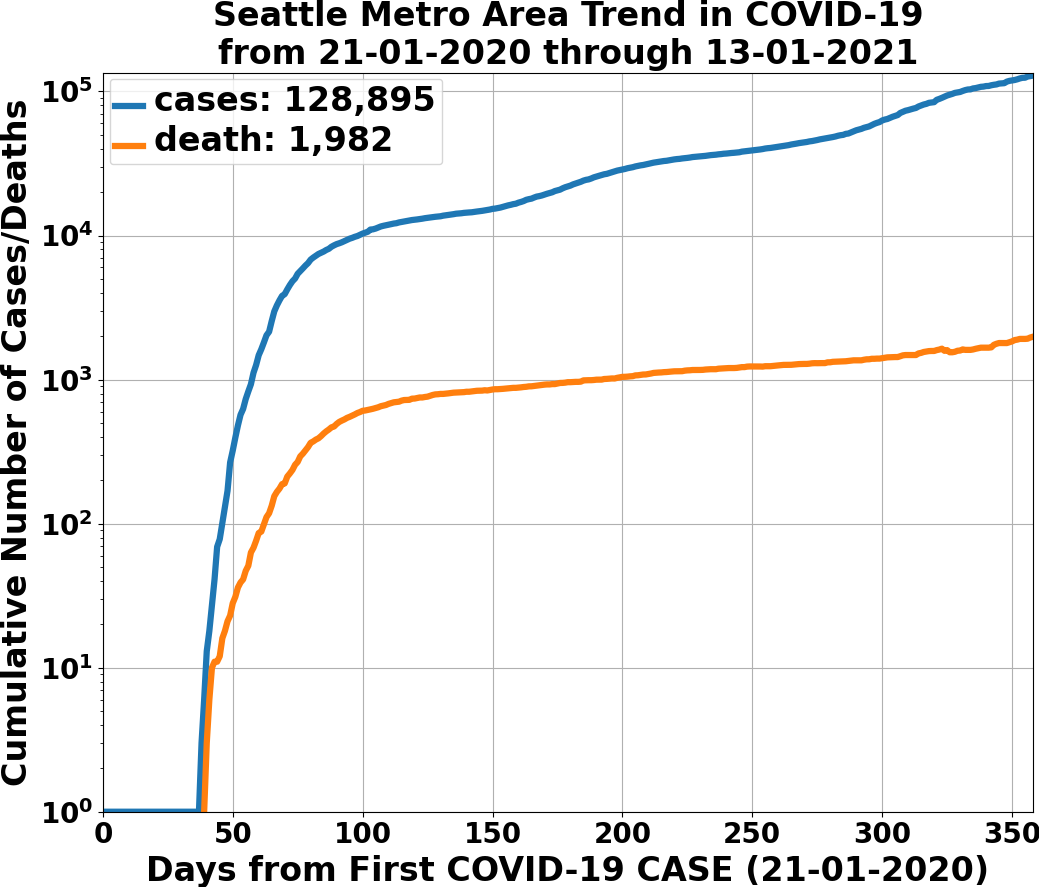 Seattle Metro Area Trend in COVID-19
from 21-01-2020 through 13-01-2021
cases: 128,895
death: 1,982
Cumulative Number of Cases/Deaths
10⁵
10⁴
10³
10²
10¹
10⁰
0 50 100 150 200 250 300 350
Days from First COVID-19 CASE (21-01-2020)